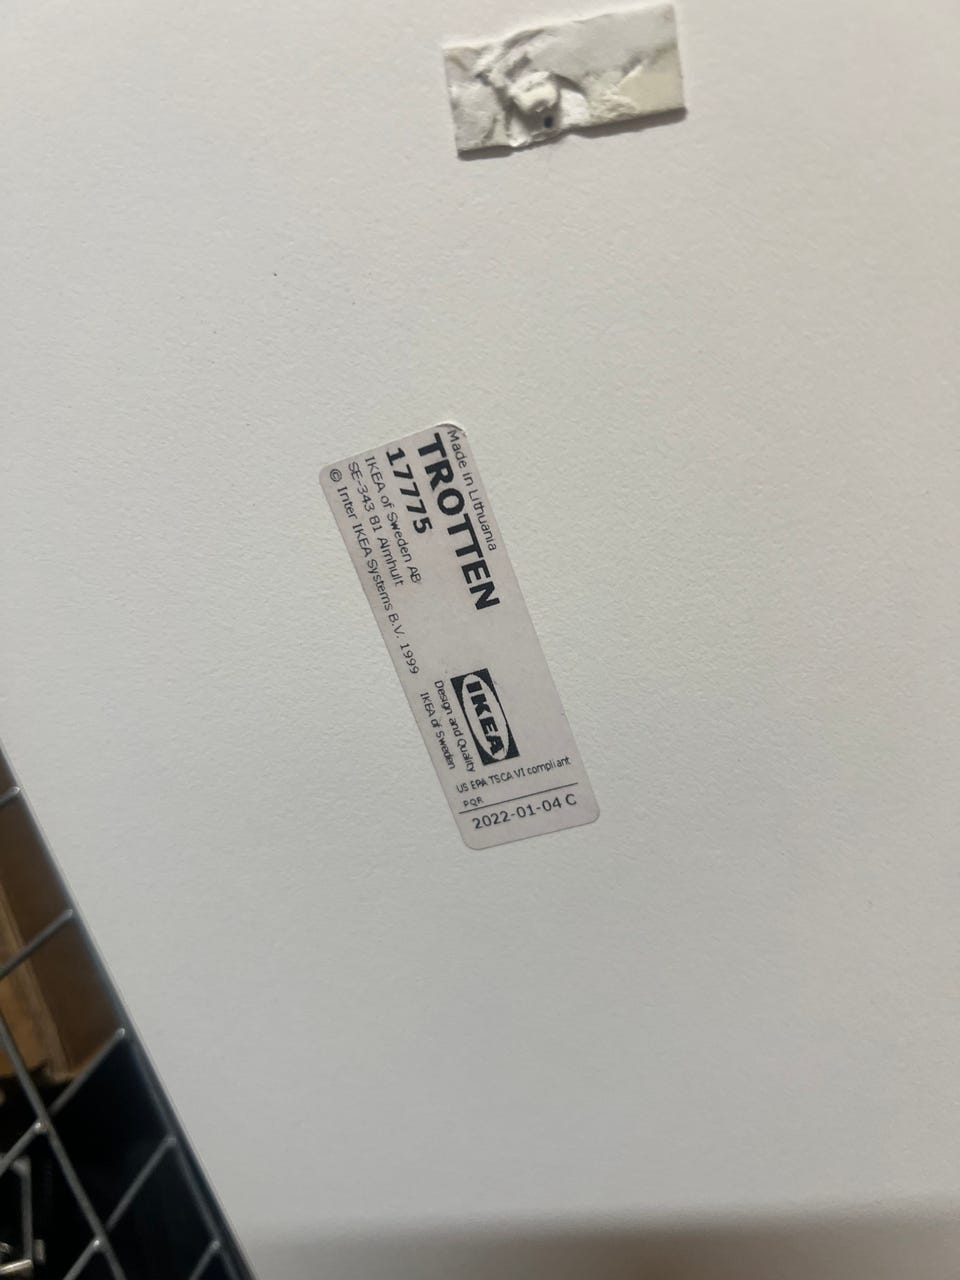 Made in Lithuania
TROTTEN
17775
IKEA of Sweden AB
SE-343 81 Älmhult
© Inter IKEA Systems B.V. 1999
IKEA
Design and Quality
IKEA of Sweden
US EPA TSCA VI compliant
PQR
2022-01-04 C